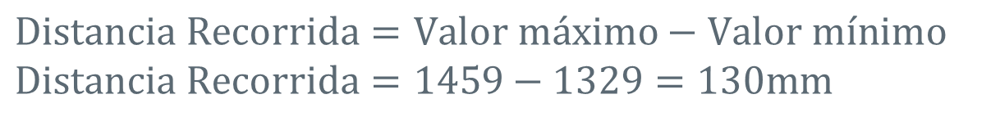 Distancia Recorrida = Valor máximo − Valor mínimo
Distancia Recorrida = 1459 − 1329 = 130mm